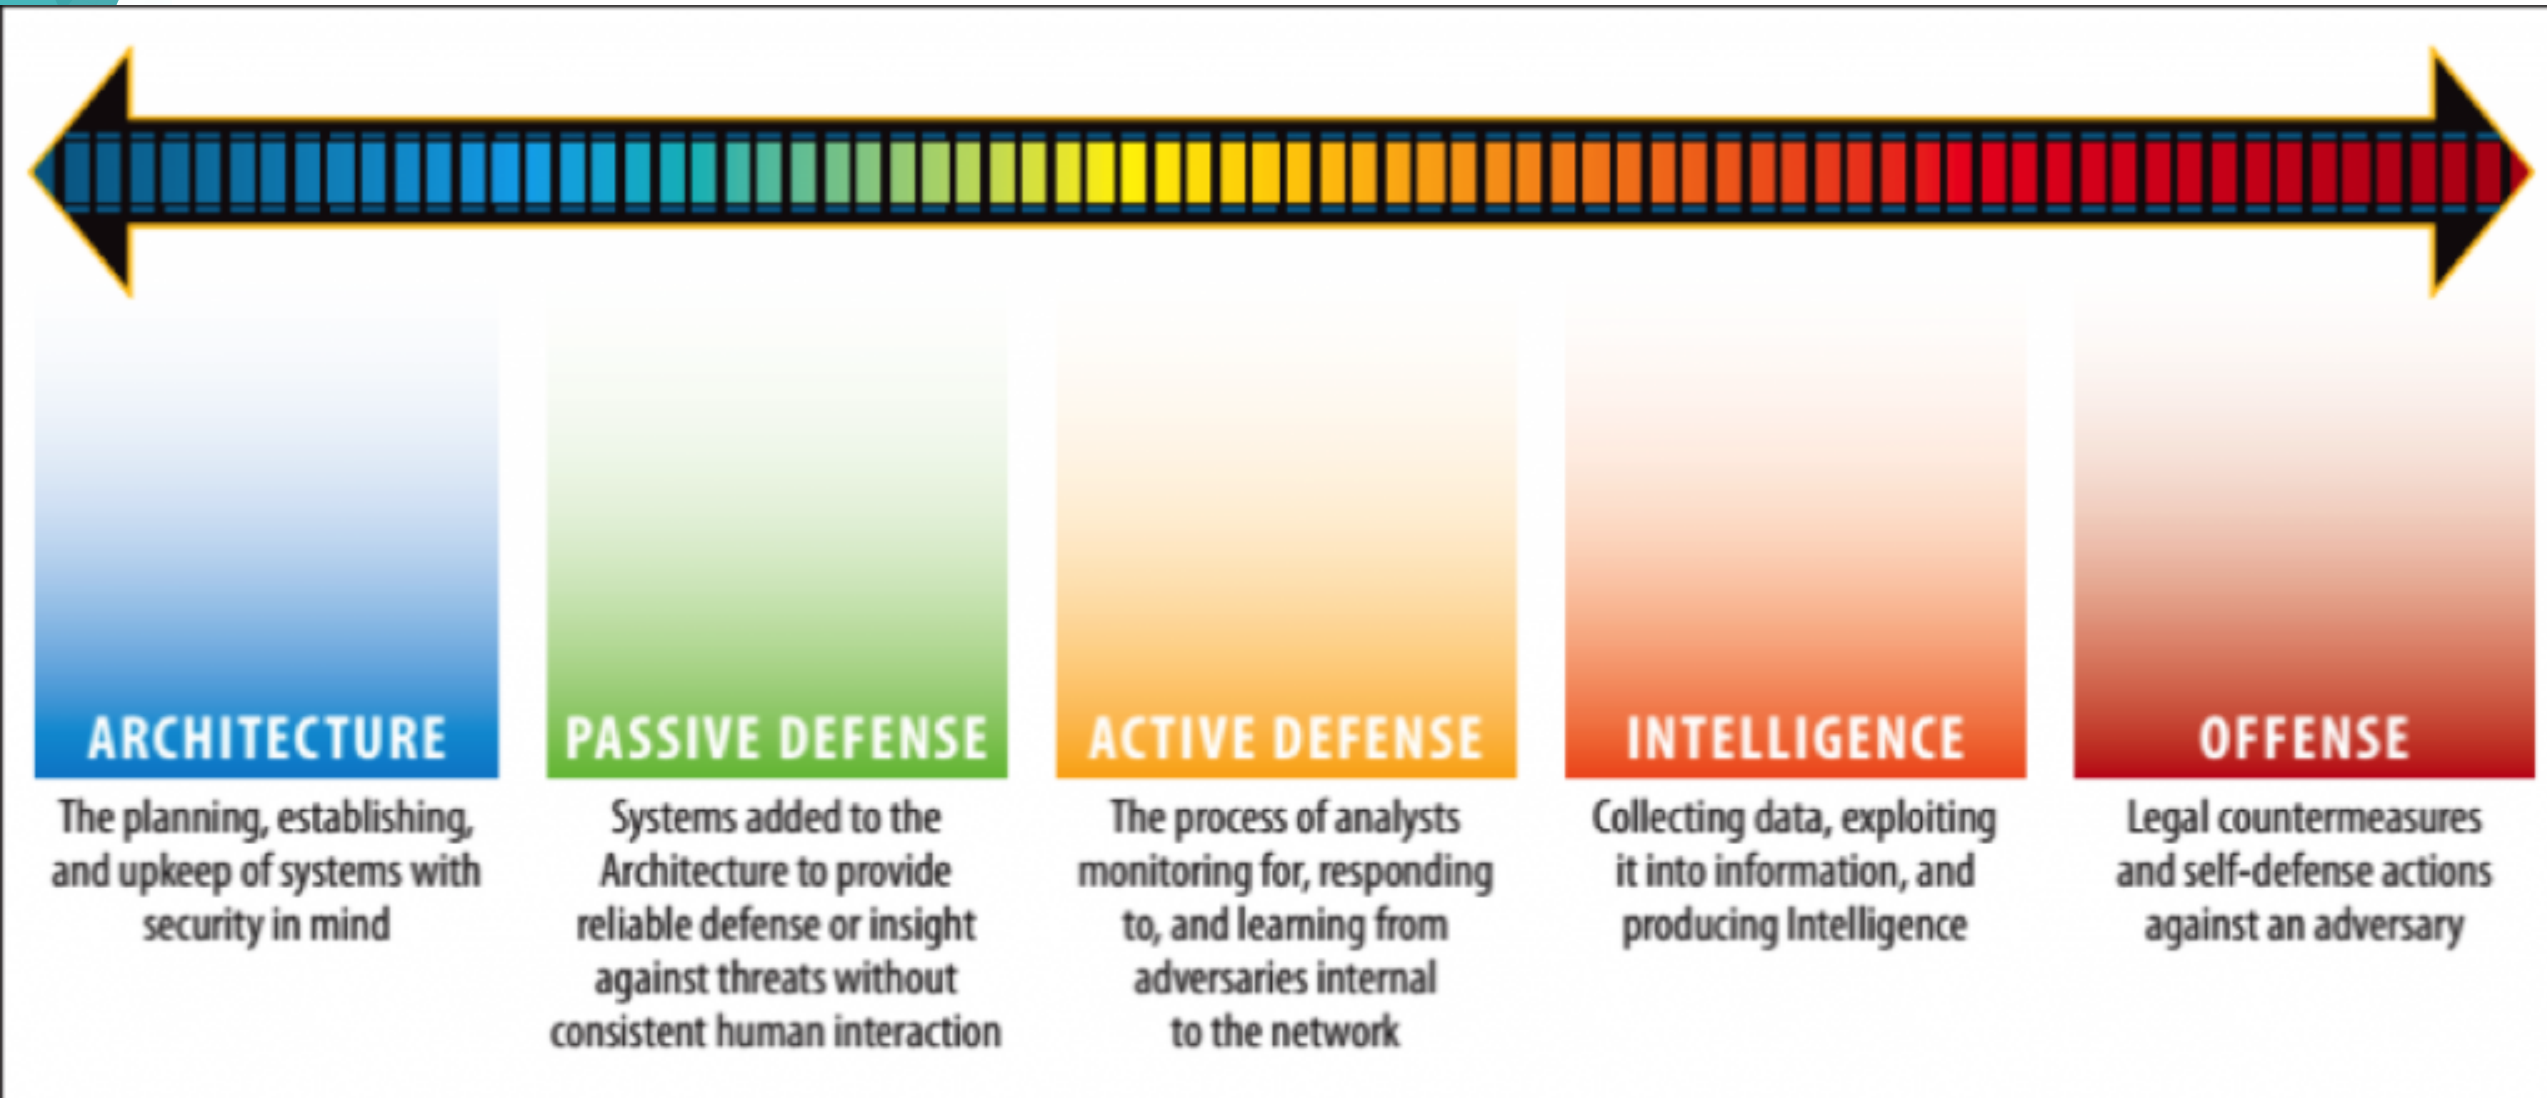 ARCHITECTURE
The planning, establishing,
and upkeep of systems with
security in mind
PASSIVE DEFENSE
Systems added to the
Architecture to provide
reliable defense or insight
against threats without
consistent human interaction
ACTIVE DEFENSE
The process of analysts
monitoring for, responding
to, and learning from
adversaries internal
to the network
INTELLIGENCE
Collecting data, exploiting
it into information, and
producing Intelligence
OFFENSE
Legal countermeasures
and self-defense actions
against an adversary